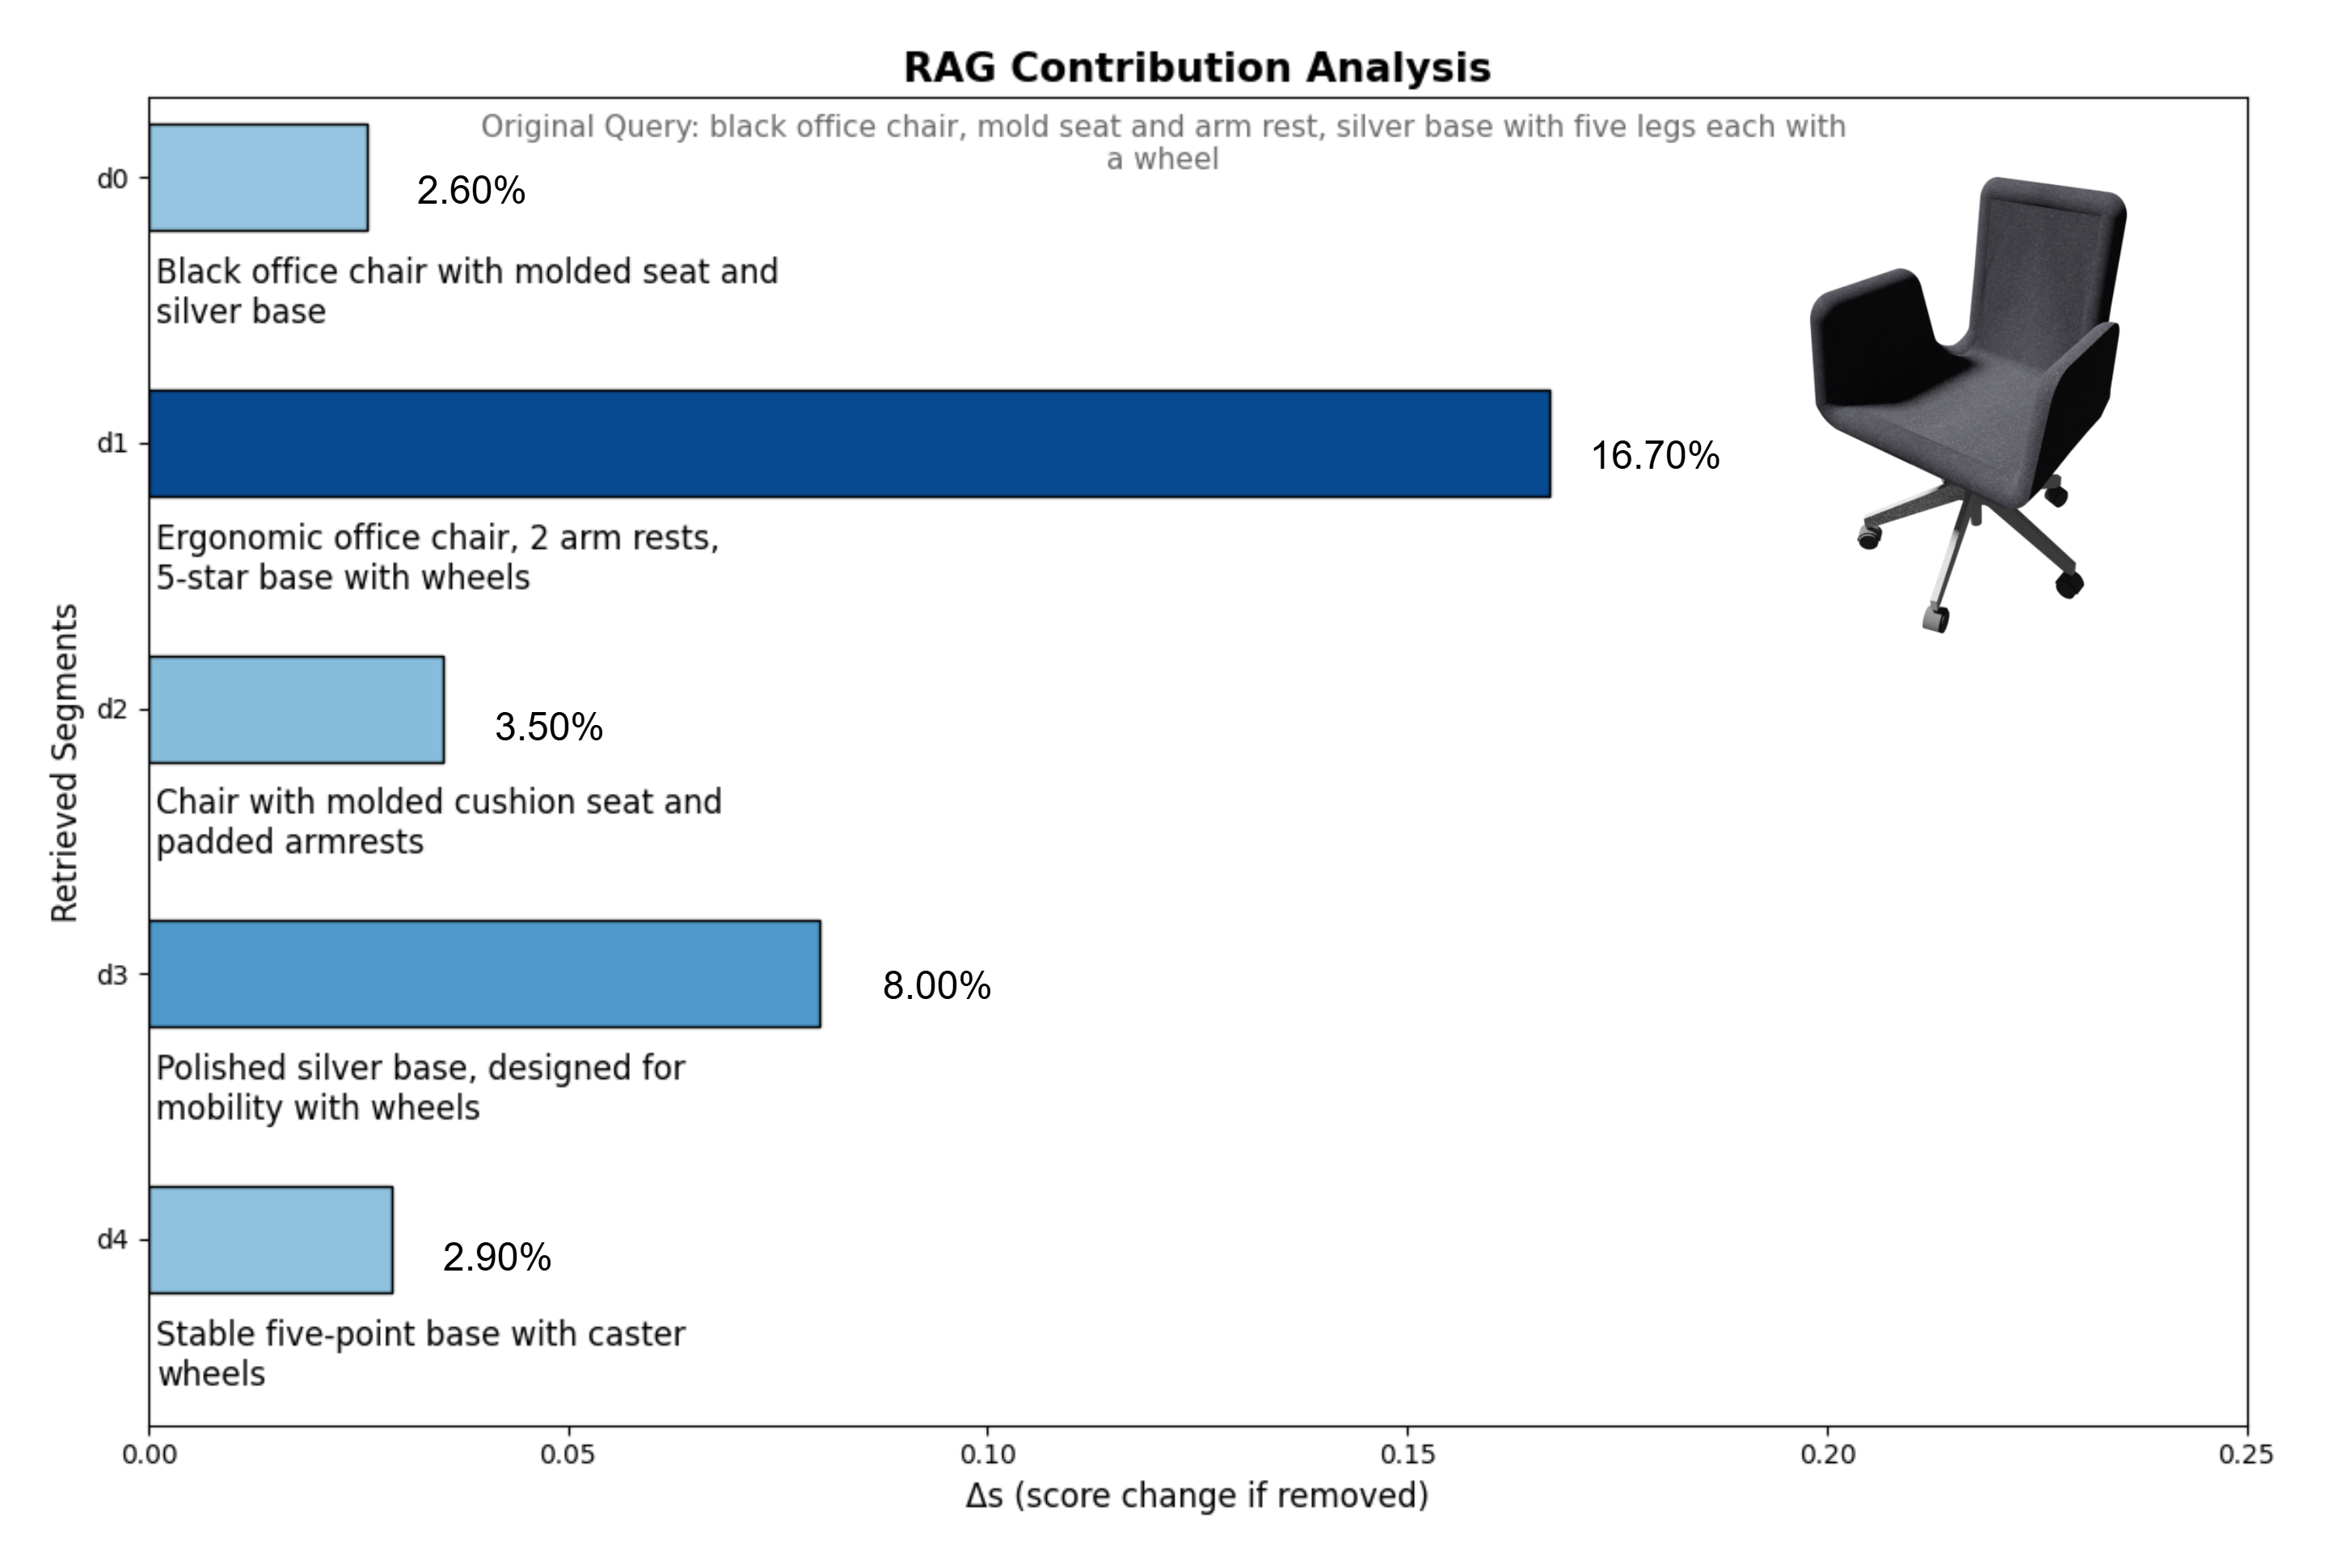 RAG Contribution Analysis
Original Query: black office chair, mold seat and arm rest, silver base with five legs each with
a wheel
d0
2.60%
Black office chair with molded seat and
silver base
d1
16.70%
Ergonomic office chair, 2 arm rests,
5-star base with wheels
d2
3.50%
Chair with molded cushion seat and
padded armrests
d3
8.00%
Polished silver base, designed for
mobility with wheels
d4
2.90%
Stable five-point base with caster
wheels
Retrieved Segments
0.00
0.05
0.10
0.15
0.20
0.25
Δs (score change if removed)